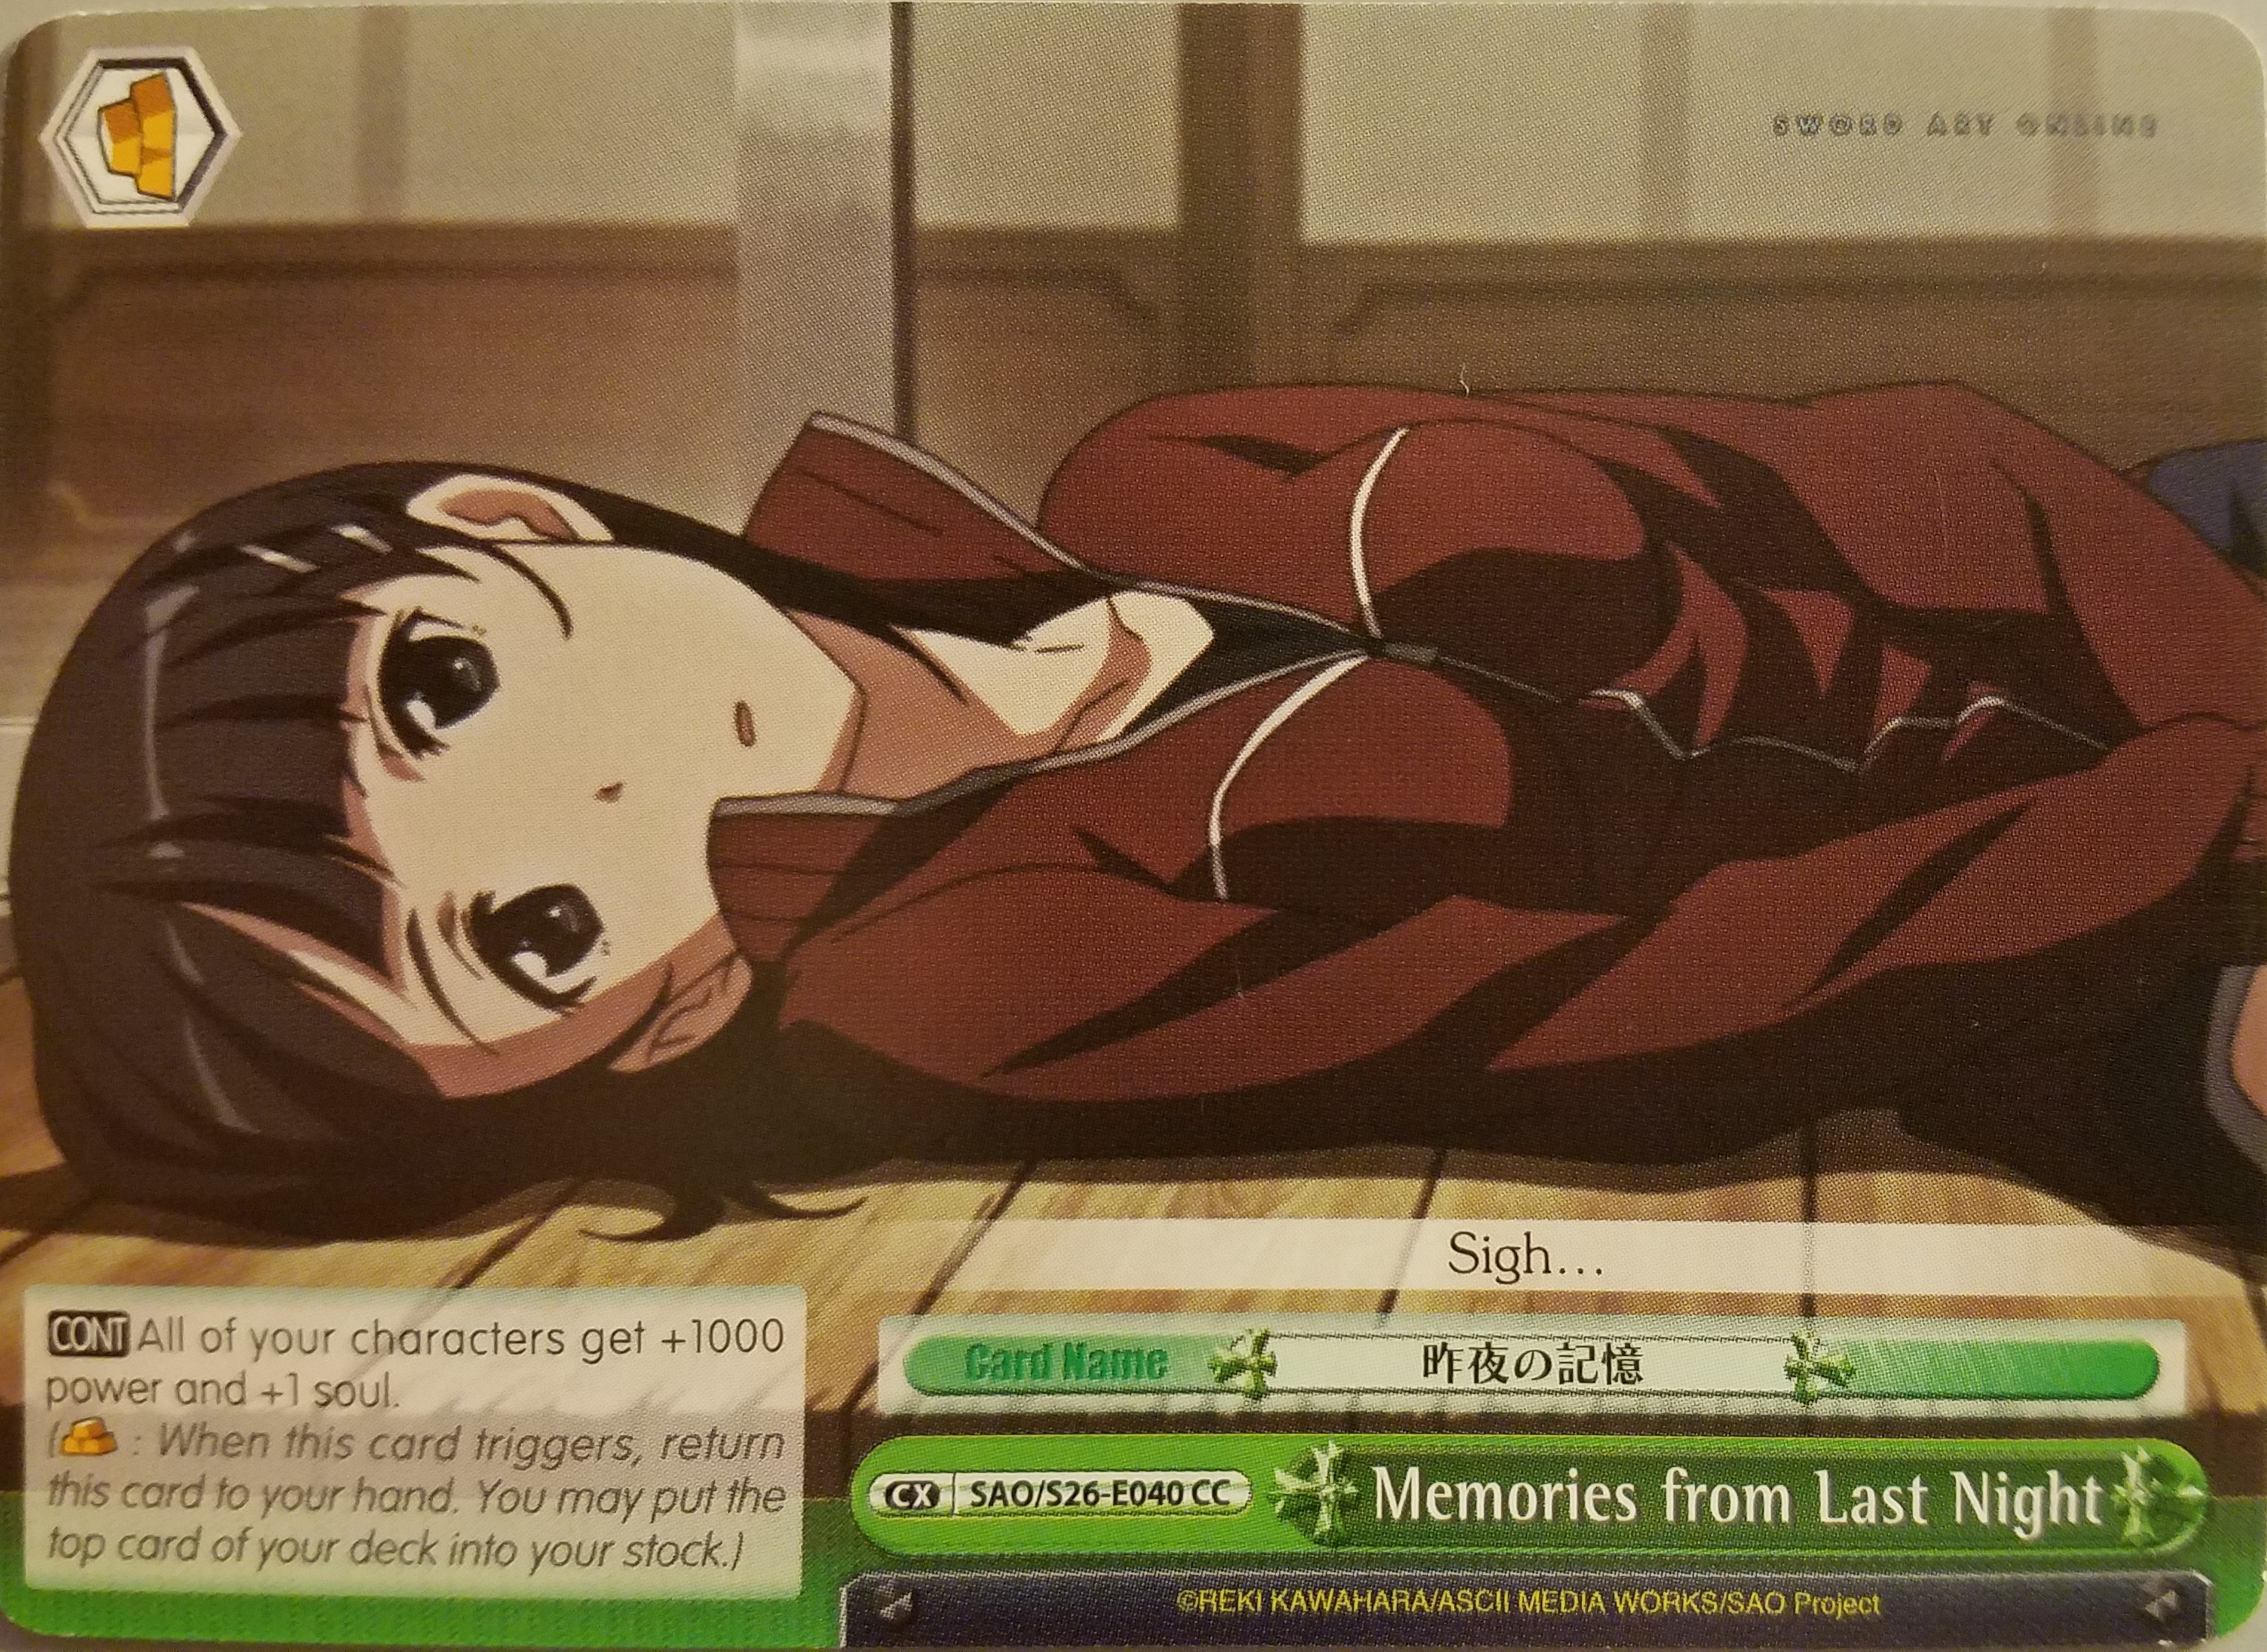 SWORD ART ONLINE
Sigh...
CONT All of your characters get +1000
power and +1 soul.
( : When this card triggers, return
this card to your hand. You may put the
top card of your deck into your stock.)
Card Name 昨夜の記憶
CX SAO/S26-E040 CC Memories from Last Night
©REKI KAWAHARA/ASCII MEDIA WORKS/SAO Project